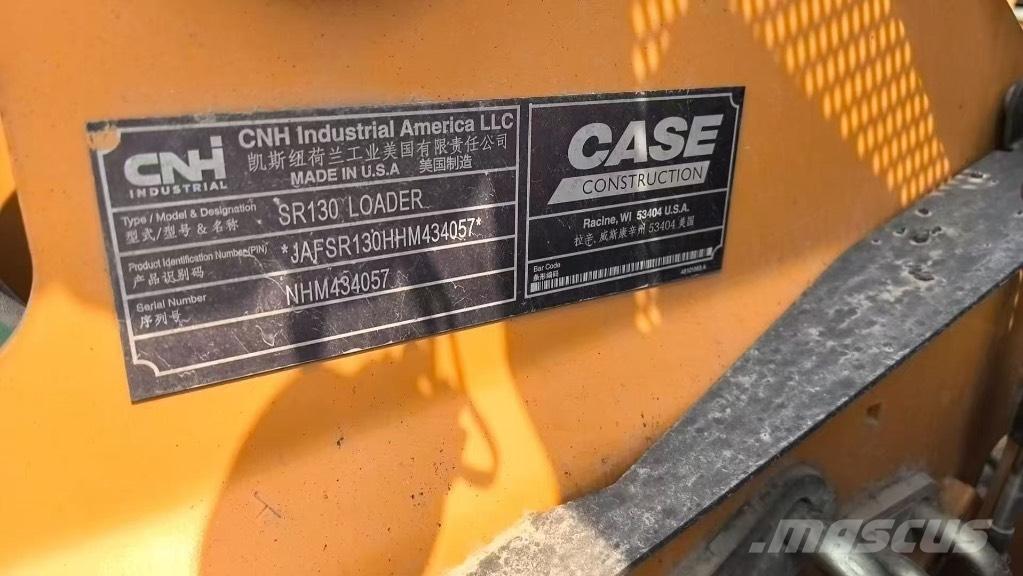 CNH
INDUSTRIAL
CNH Industrial America LLC
凯斯纽荷兰工业美国有限责任公司
MADE IN U.S.A 美国制造
Type / Model & Designation SR130 LOADER
型式/型号 & 名称
Product Identification Number(PIN) *JAFSR130HHM434057*
产品识别码
Serial Number NHM434057
序列号
CASE
CONSTRUCTION
Racine, WI 53404 U.S.A.
拉辛, 威斯康辛州 53404 美国
Bar Code
条形编码
mascus